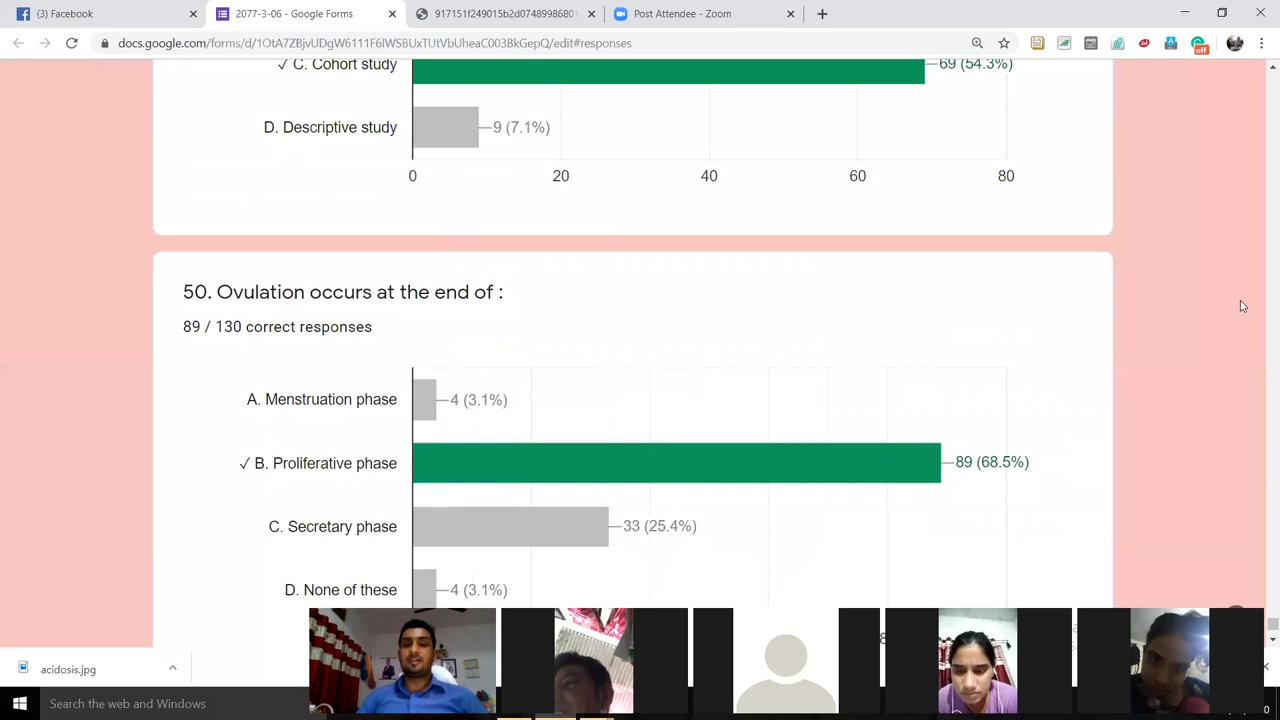 (3) Facebook
2077-3-06 - Google Forms
917151f249015b2d07489986801
Post Attendee - Zoom
docs.google.com/forms/d/1OtA7ZBjvUDgW6111F6lWSBUxTUtVbUheaC003BkGepQ/edit#responses
off
✓ C. Cohort study
69 (54.3%)
D. Descriptive study
9 (7.1%)
0 20 40 60 80
50. Ovulation occurs at the end of :
89 / 130 correct responses
A. Menstruation phase
4 (3.1%)
✓ B. Proliferative phase
89 (68.5%)
C. Secretary phase
33 (25.4%)
D. None of these
4 (3.1%)
acidosis.jpg
Search the web and Windows